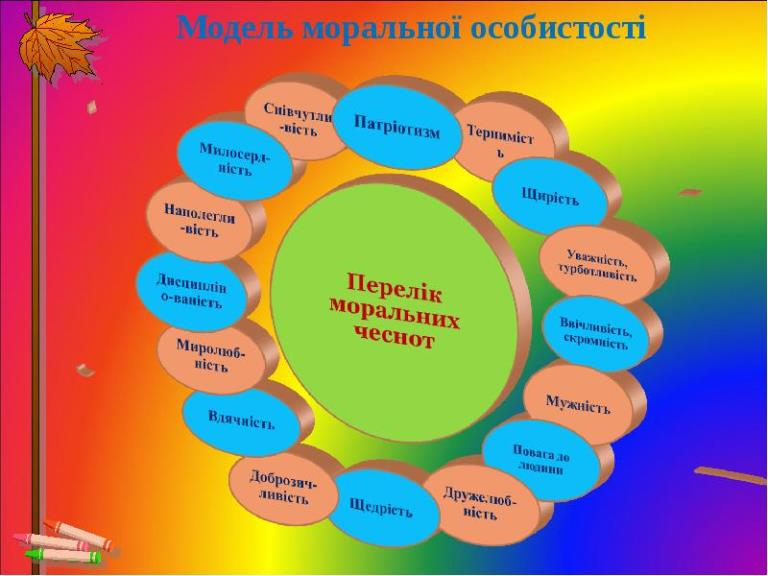 Модель моральної особистості
Патріотизм
Терпиміст
ь
Щирість
Уважність,
турботливість
Ввічливість,
скромність
Мужність
Повага до
людини
Дружелюб-
ність
Щедрість
Доброзич-
ливість
Вдячність
Миролюб-
ність
Дисциплін
о-ваність
Наполегли
-вість
Милосерд-
ність
Співчутли
-вість
Перелік
моральних
чеснот